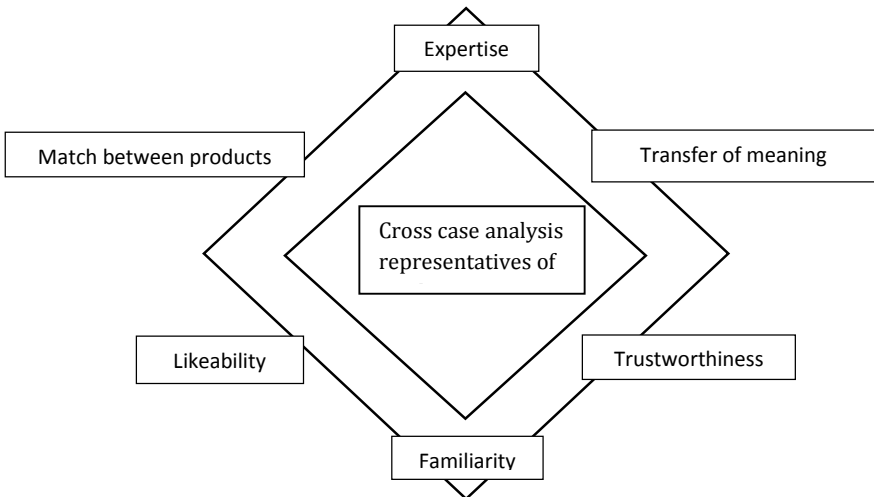 Expertise
Match between products
Transfer of meaning
Cross case analysis
representatives of
Likeability
Trustworthiness
Familiarity